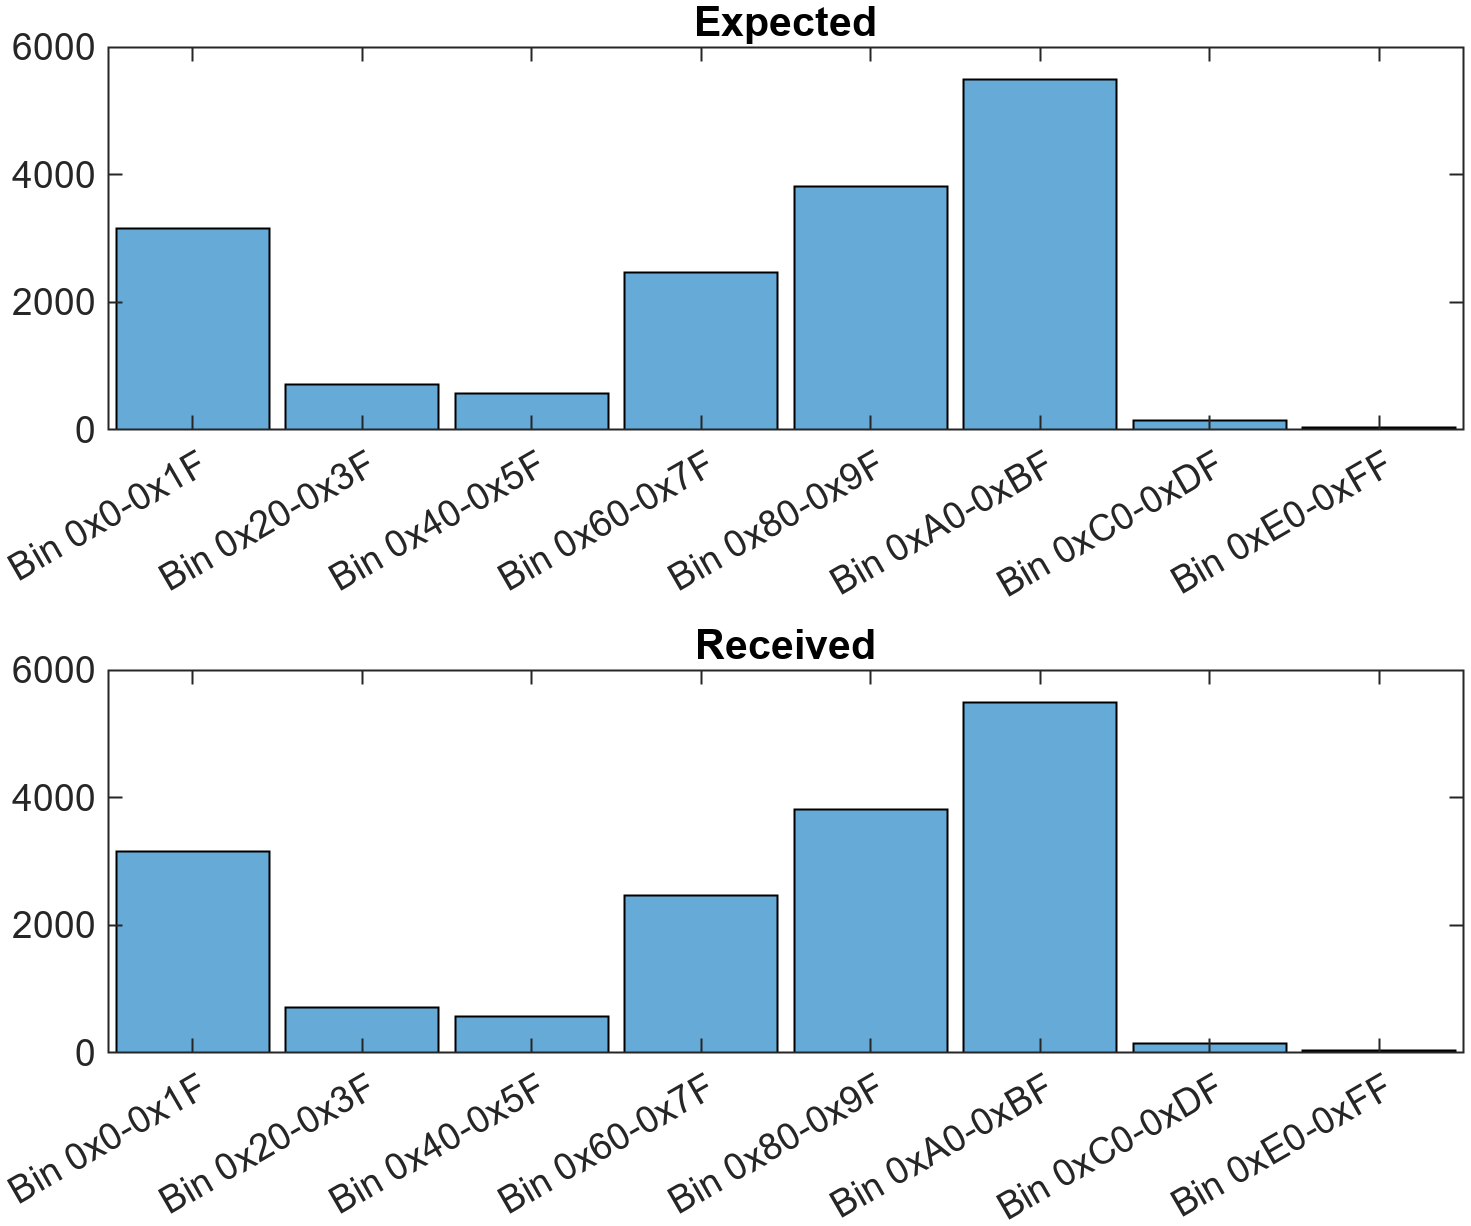 Expected
6000
4000
2000
0
Bin 0x0-0x1F
Bin 0x20-0x3F
Bin 0x40-0x5F
Bin 0x60-0x7F
Bin 0x80-0x9F
Bin 0xA0-0xBF
Bin 0xC0-0xDF
Bin 0xE0-0xFF
Received
6000
4000
2000
0
Bin 0x0-0x1F
Bin 0x20-0x3F
Bin 0x40-0x5F
Bin 0x60-0x7F
Bin 0x80-0x9F
Bin 0xA0-0xBF
Bin 0xC0-0xDF
Bin 0xE0-0xFF